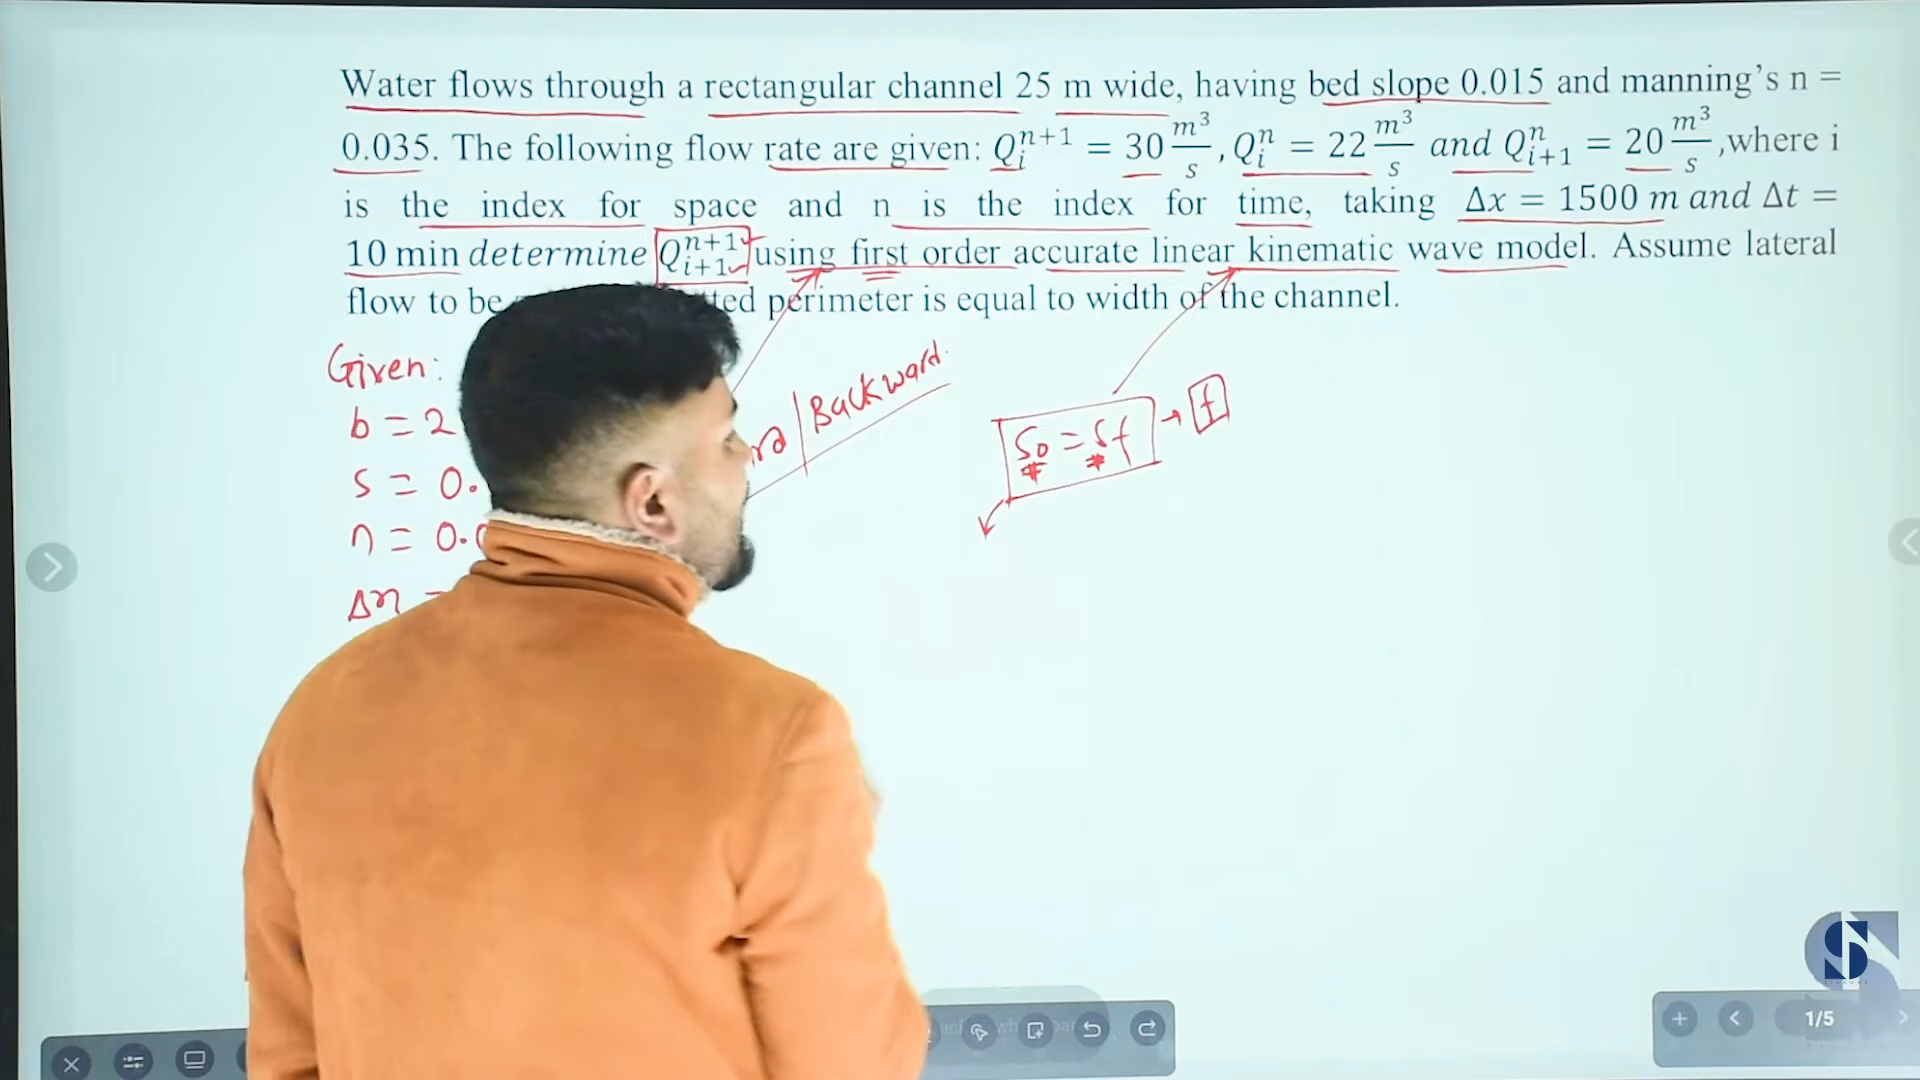 Water flows through a rectangular channel 25 m wide, having bed slope 0.015 and manning's n =
0.035. The following flow rate are given: Q_i^{n+1} = 30 m³/s, Q_i^n = 22 m³/s and Q_{i+1}^n = 20 m³/s, where i
is the index for space and n is the index for time, taking Δx = 1500 m and Δt =
10 min determine Q_{i+1}^{n+1} using first order accurate linear kinematic wave model. Assume lateral
flow to be perimeter is equal to width of the channel.
Given:
Backward.
S₀ = Sf → f
b = 2
s = 0.
n = 0.0
1/5